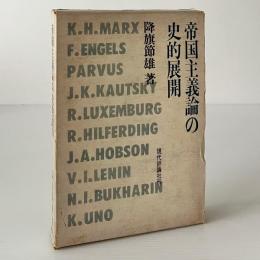 帝国主義論の
史的展開
降旗節雄 著
K.H.MARX
F.ENGELS
PARVUS
J.K.KAUTSKY
R.LUXEMBURG
R.HILFERDING
J.A.HOBSON
V.I.LENIN
N.I.BUKHARIN
K.UNO
現代評論社